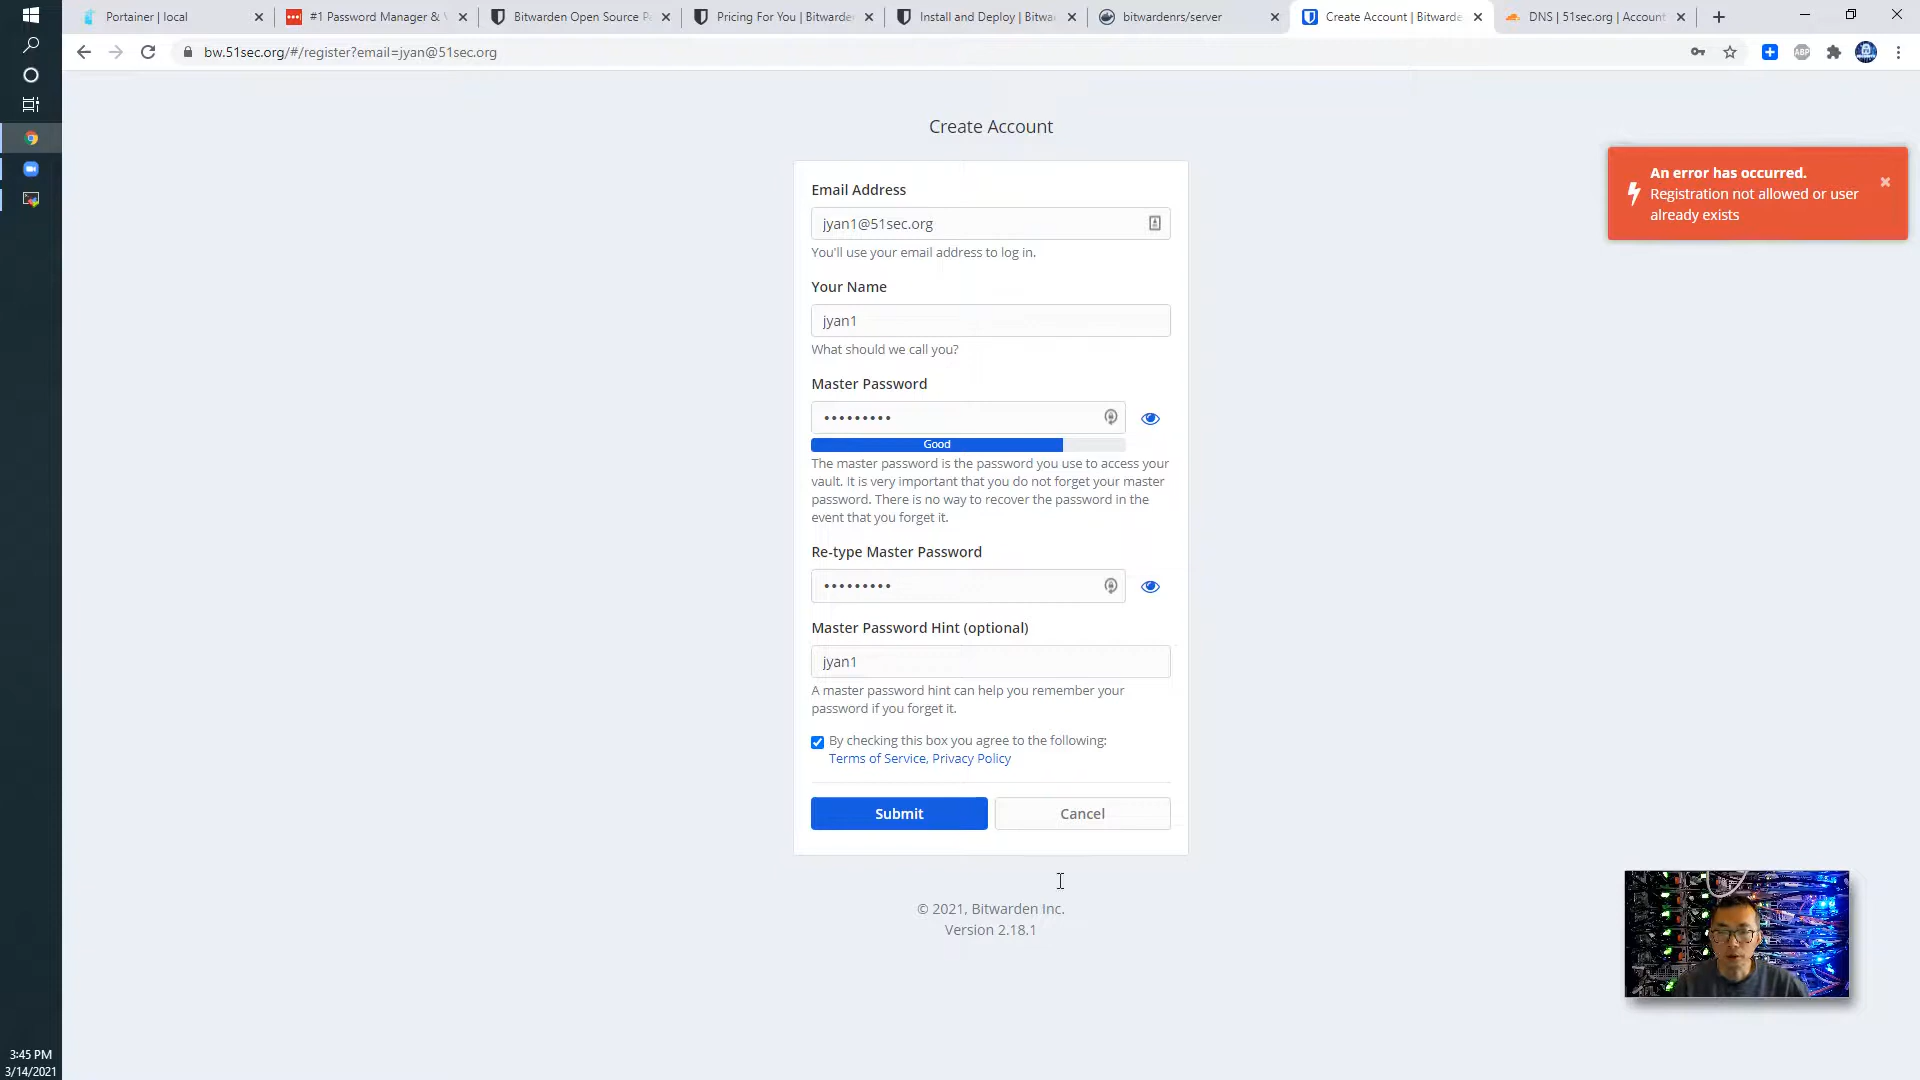 Portainer | local
#1 Password Manager & V
Bitwarden Open Source P
Pricing For You | Bitwarde
Install and Deploy | Bitwa
bitwardenrs/server
Create Account | Bitwarde
DNS | 51sec.org | Account
bw.51sec.org/#/register?email=jyan@51sec.org
ABP
Create Account
An error has occurred.
Registration not allowed or user
already exists
Email Address
jyan1@51sec.org
You'll use your email address to log in.
Your Name
jyan1
What should we call you?
Master Password
•••••••••
Good
The master password is the password you use to access your
vault. It is very important that you do not forget your master
password. There is no way to recover the password in the
event that you forget it.
Re-type Master Password
•••••••••
Master Password Hint (optional)
jyan1
A master password hint can help you remember your
password if you forget it.
By checking this box you agree to the following:
Terms of Service, Privacy Policy
Submit
Cancel
© 2021, Bitwarden Inc.
Version 2.18.1
3:45 PM
3/14/2021